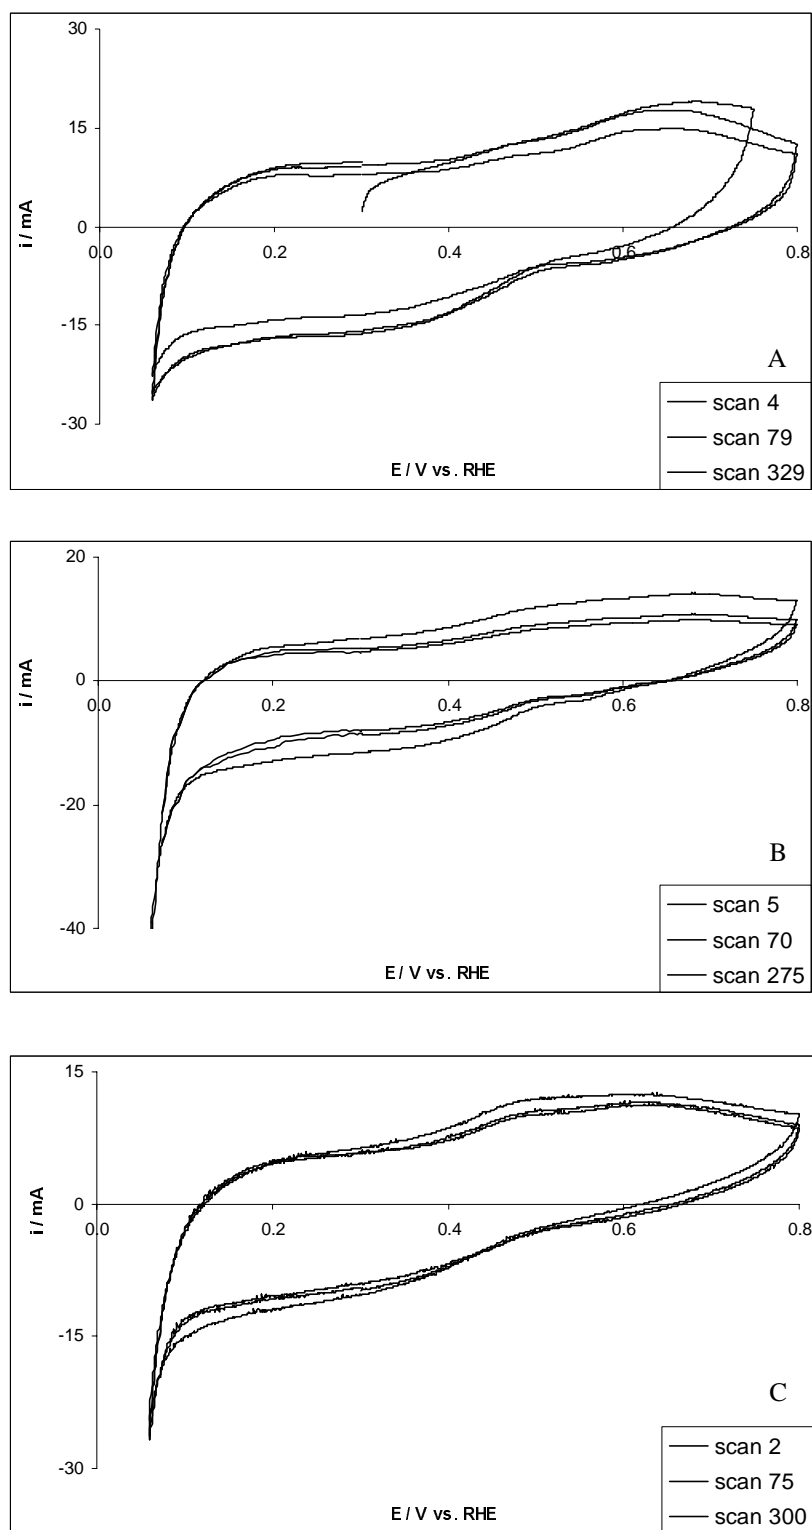 30
15
0
-15
-30
0.0 0.2 0.4 0.6 0.8
i / mA
E / V vs. RHE
A
scan 4
scan 79
scan 329
20
0
-20
-40
0.0 0.2 0.4 0.6 0.8
i / mA
E / V vs. RHE
B
scan 5
scan 70
scan 275
15
0
-15
-30
0.0 0.2 0.4 0.6 0.8
i / mA
E / V vs. RHE
C
scan 2
scan 75
scan 300